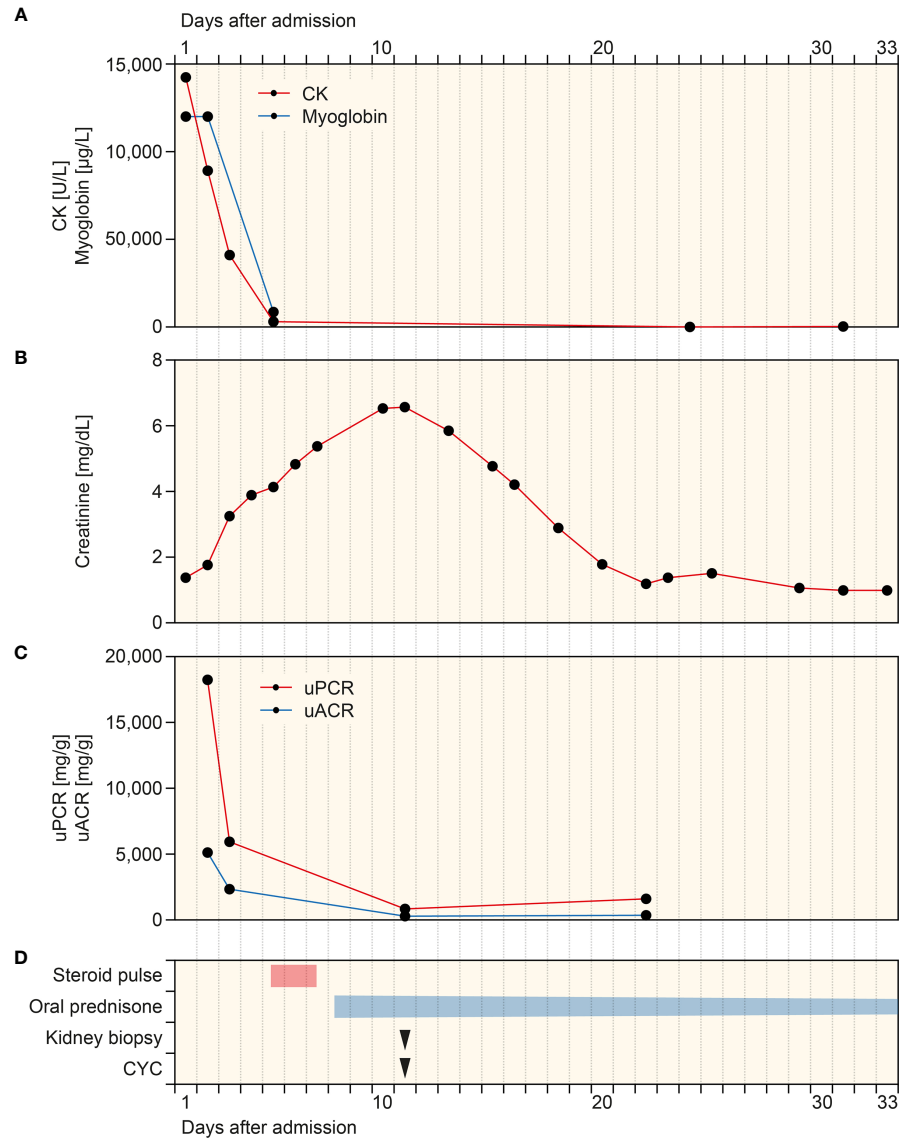 A
Days after admission
1 10 20 30 33
15,000
10,000
50,000
0
CK [U/L]
Myoglobin [µg/L]
CK
Myoglobin
B
8
6
4
2
0
Creatinine [mg/dL]
C
20,000
15,000
10,000
5,000
0
uPCR [mg/g]
uACR [mg/g]
uPCR
uACR
D
Steroid pulse
Oral prednisone
Kidney biopsy
CYC
1 10 20 30 33
Days after admission